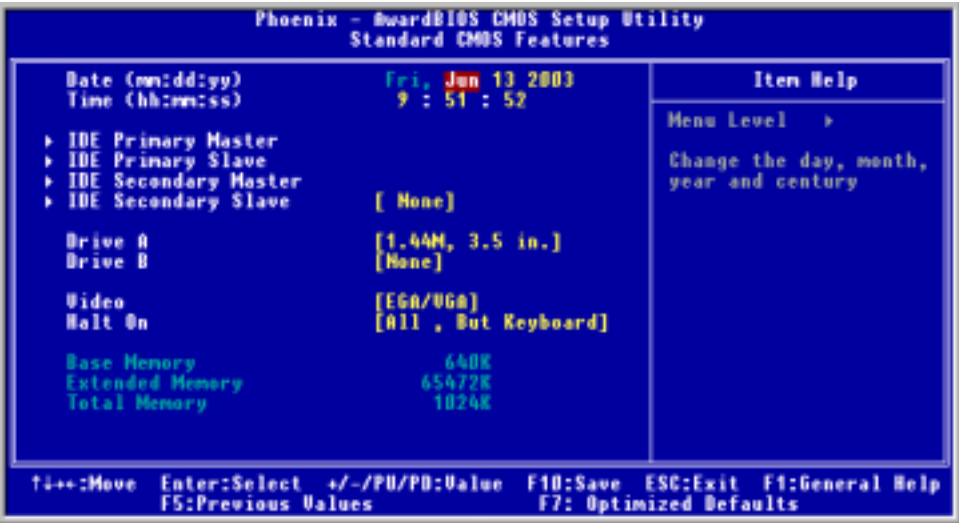 Phoenix - AwardBIOS CMOS Setup Utility
Standard CMOS Features
Date (mm:dd:yy) Fri, Jun 13 2003
Time (hh:mm:ss) 9 : 51 : 52
IDE Primary Master
IDE Primary Slave
IDE Secondary Master
IDE Secondary Slave [ None]
Drive A [1.44M, 3.5 in.]
Drive B [None]
Video [EGA/VGA]
Halt On [All , But Keyboard]
Base Memory 640K
Extended Memory 65472K
Total Memory 1024K
Item Help
Menu Level ▸
Change the day, month,
year and century
↑↓→←:Move Enter:Select +/-/PU/PD:Value F10:Save ESC:Exit F1:General Help
F5:Previous Values F7: Optimized Defaults